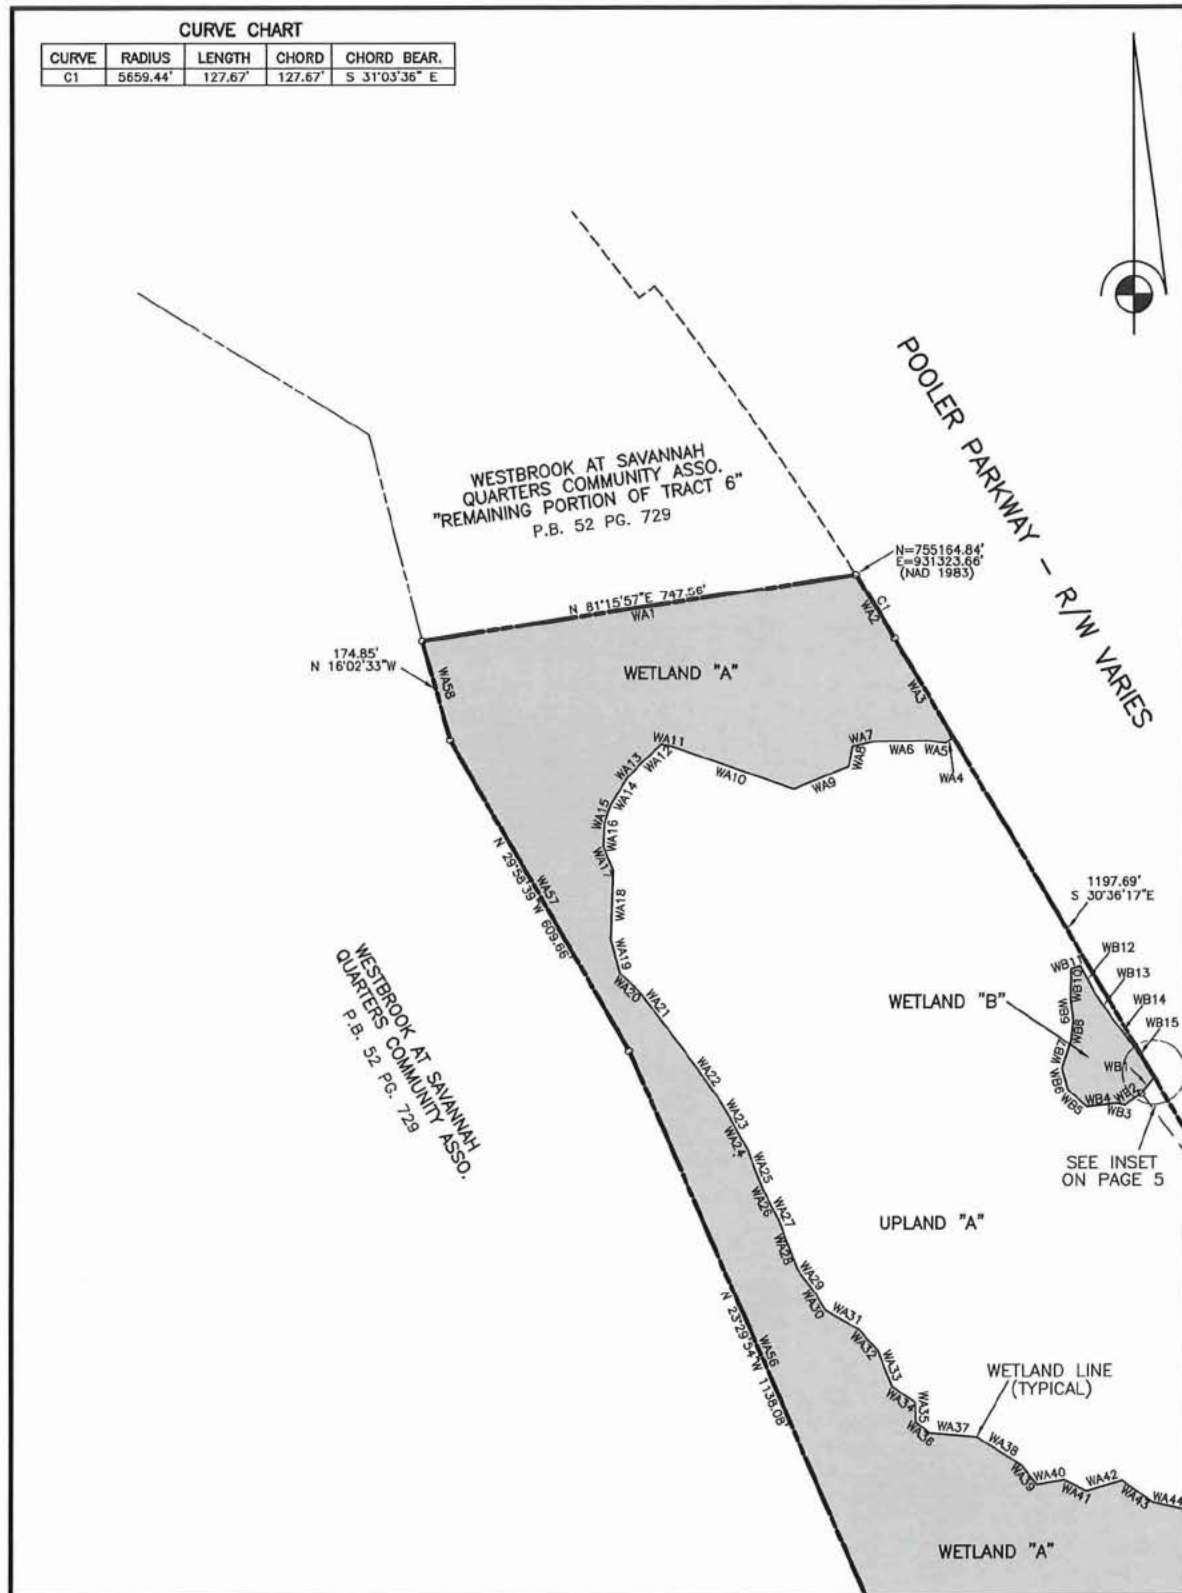 CURVE CHART
CURVE RADIUS LENGTH CHORD CHORD BEAR.
C1 5659.44' 127.67' 127.67' S 31°03'36" E
POOLER PARKWAY - R/W VARIES
WESTBROOK AT SAVANNAH
QUARTERS COMMUNITY ASSO.
"REMAINING PORTION OF TRACT 6"
P.B. 52 PG. 729
N=755164.84'
E=931323.66'
(NAD 1983)
N 81°15'57"E 747.56'
WA1
C1
WA2
174.85'
N 16°02'33"W
WA58
WETLAND "A"
WA3
WA11
WA12
WA13
WA14
WA10
WA9
WA8
WA7
WA6
WA5
WA4
WA15
WA16
WA17
WA18
WA19
WA20
WA21
WA57
N 29°58'39"W 609.66'
1197.69'
S 30°36'17"E
WB11
WB12
WB10
WB13
WB9
WB14
WB8
WB15
WETLAND "B"
WB7
WB1
WB6
WB5
WB4
WB2
WB3
WESTBROOK AT SAVANNAH
QUARTERS COMMUNITY ASSO.
P.B. 52 PG. 729
SEE INSET
ON PAGE 5
WA22
WA23
WA24
WA25
WA26
WA27
WA28
UPLAND "A"
WA29
WA30
WA31
WA32
WA33
WA34
WA35
WA36
WA37
N 23°29'54"W 1138.08'
WA56
WETLAND LINE
(TYPICAL)
WA38
WA39
WA40
WA41
WA42
WA43
WA44
WETLAND "A"